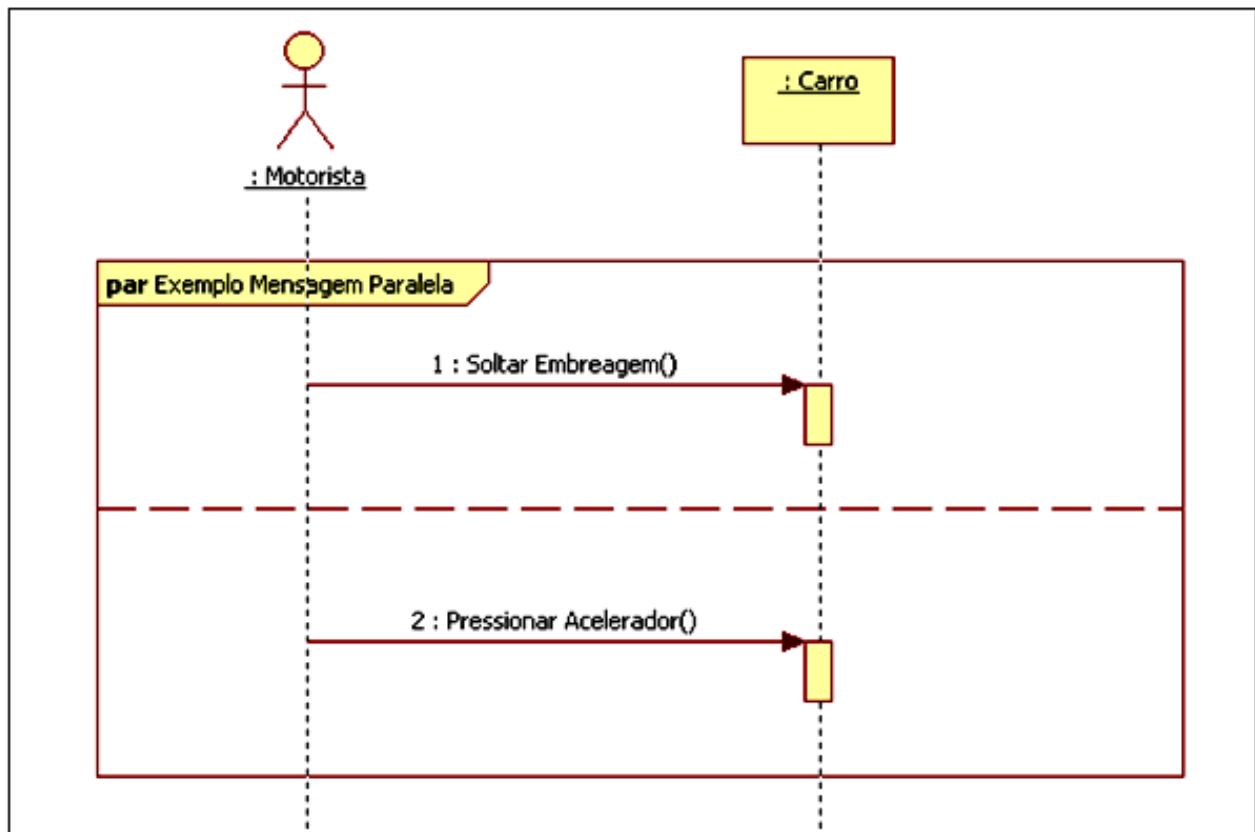 : Carro
: Motorista
par Exemplo Mensagem Paralela
1 : Soltar Embreagem()
2 : Pressionar Acelerador()